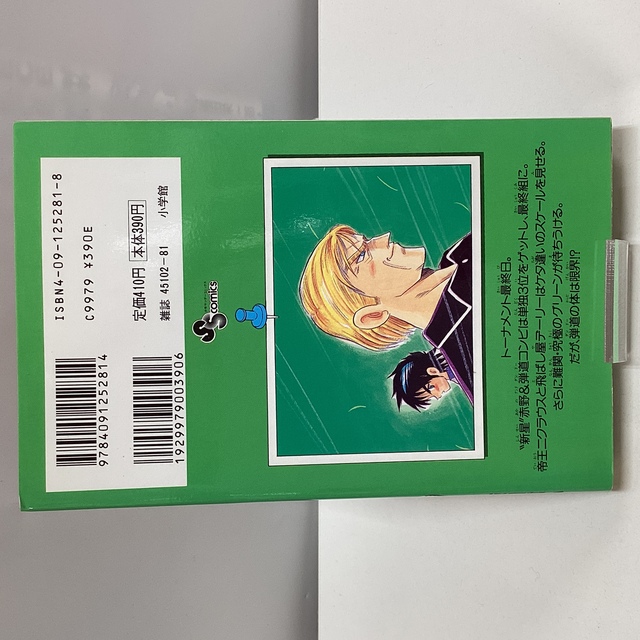 トーナメント最終日。
“新星”赤野&弾道コンビは単独3位をゲットし、最終組に。
帝王ニクラウスと飛ばし屋デーリーはケタ違いのスケールを見せる。
さらに難関・究極のグリーンが待ちうける。
だが、弾道の体は限界!?
S comics
ISBN4-09-125281-8
C9979 ¥390E
定価410円 本体390円
雑誌 45102-81 小学館
9784091252814
1929979003906